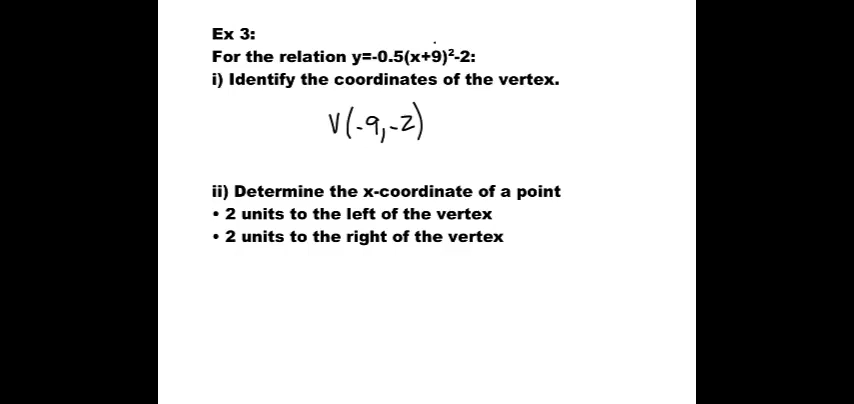 Ex 3:
For the relation y=-0.5(x+9)²-2:
i) Identify the coordinates of the vertex.
V(-9,-2)
ii) Determine the x-coordinate of a point
• 2 units to the left of the vertex
• 2 units to the right of the vertex